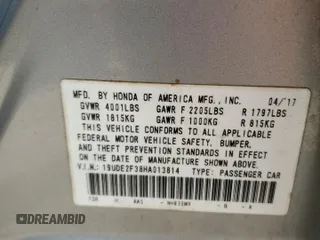 MFD. BY HONDA OF AMERICA MFG., INC. 04/17
GVWR 4001LBS GAWR F 2205LBS R 1797LBS
GVWR 1815KG GAWR F 1000KG R 815KG
THIS VEHICLE CONFORMS TO ALL APPLICABLE
FEDERAL MOTOR VEHICLE SAFETY, BUMPER,
AND THEFT PREVENTION STANDARDS IN EFFECT
ON THE DATE OF MANUFACTURE SHOWN ABOVE.
V.I.N.: 19UDE2F38HA013814 TYPE: PASSENGER CAR
AUTOBIDMASTER
DREAMBID